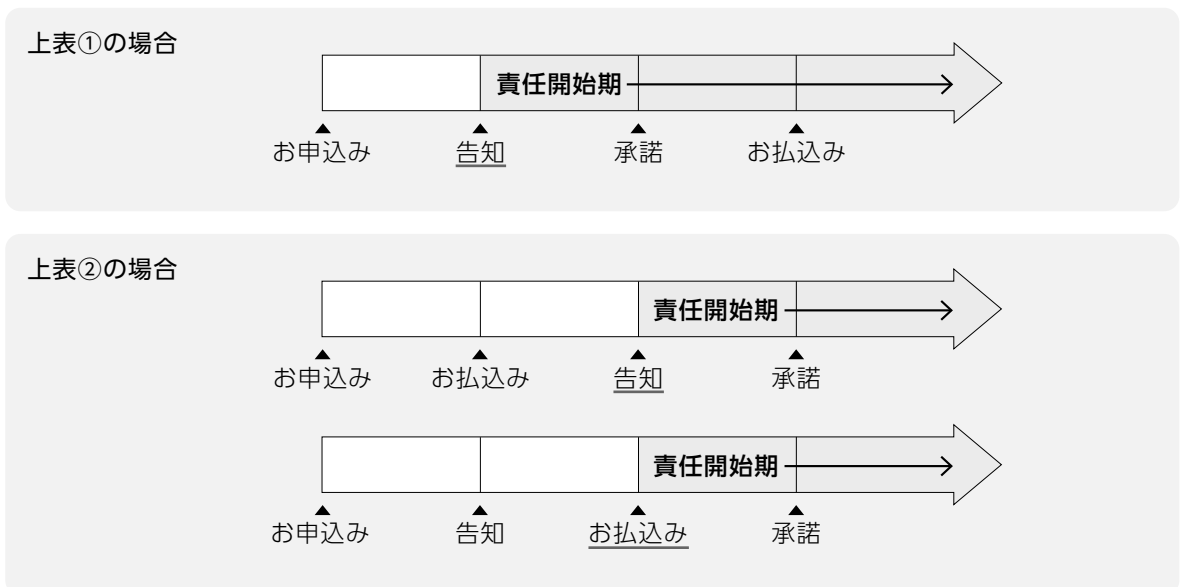 上表①の場合
責任開始期
お申込み 告知 承諾 お払込み
上表②の場合
責任開始期
お申込み お払込み 告知 承諾
責任開始期
お申込み 告知 お払込み 承諾